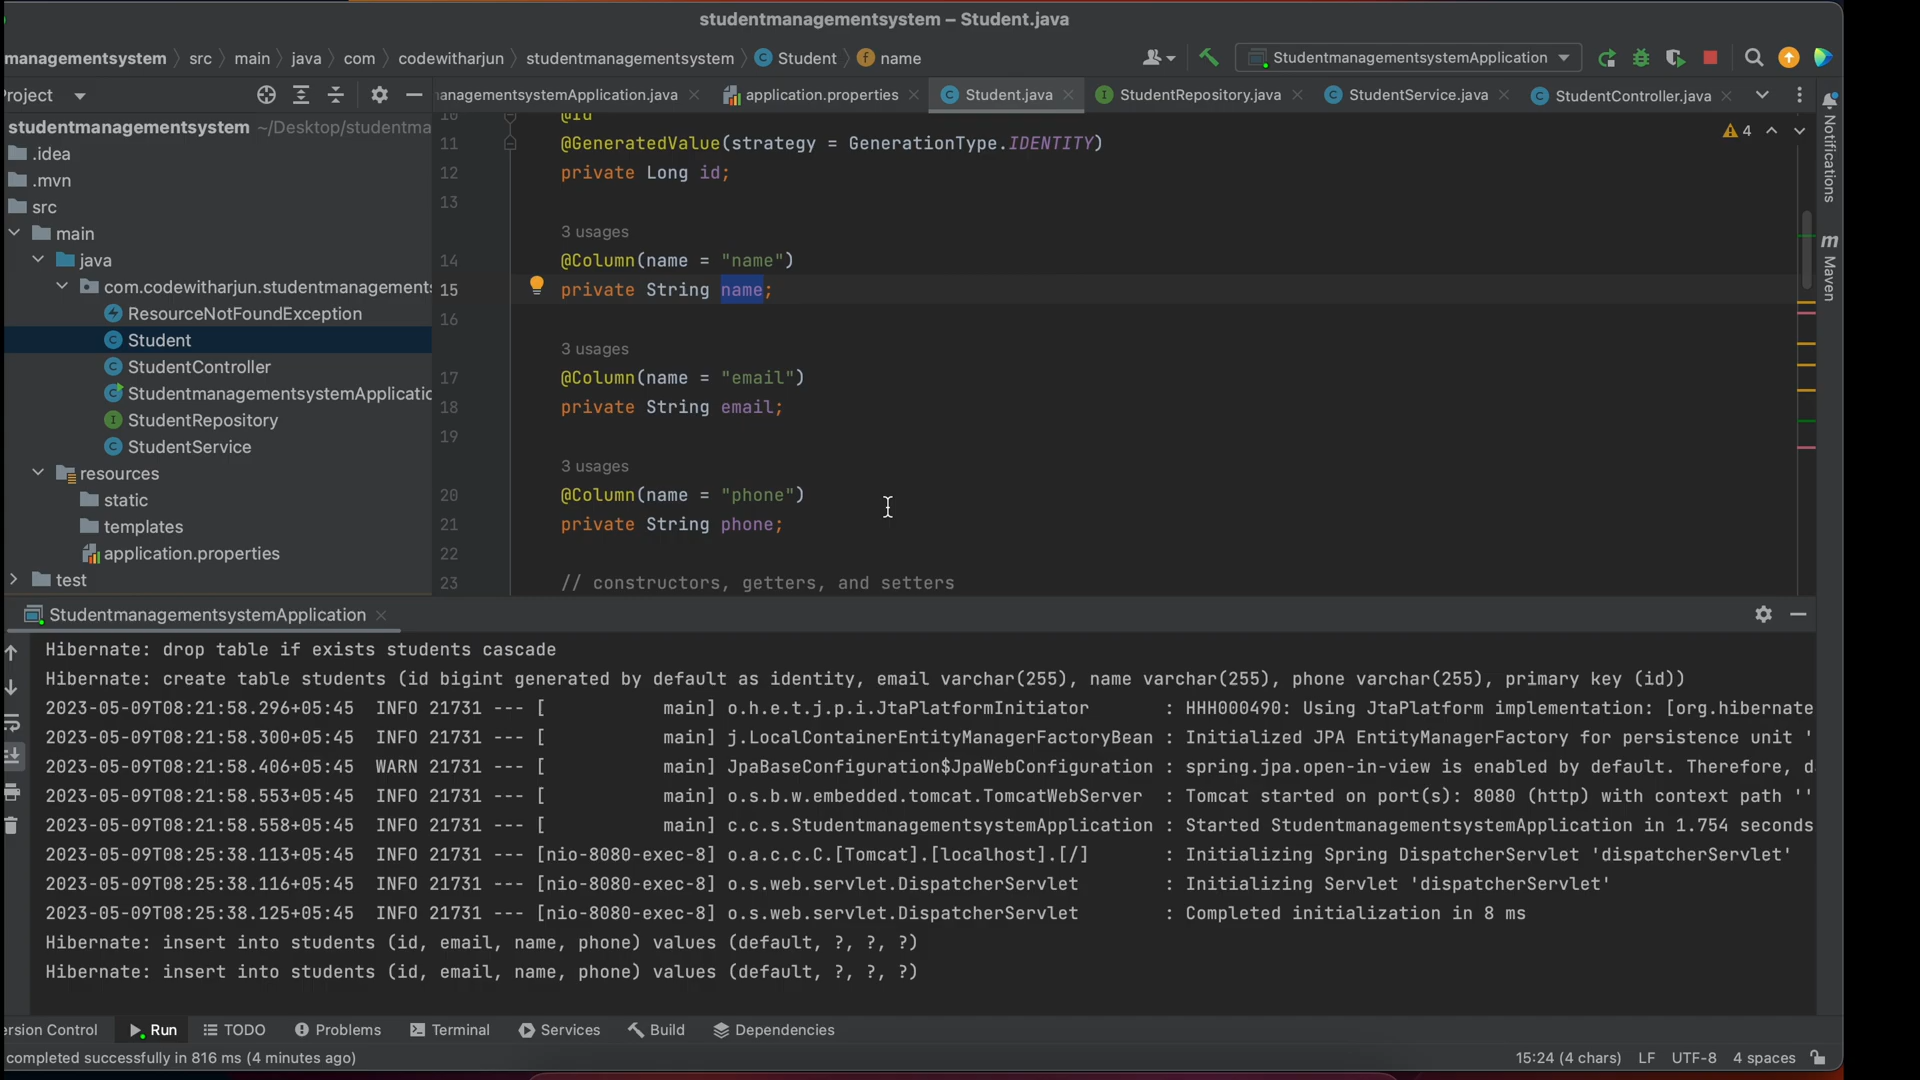 studentmanagementsystem – Student.java
managementsystem src main java com codewitharjun studentmanagementsystem Student name
StudentmanagementsystemApplication
Project
anagementsystemApplication.java application.properties Student.java StudentRepository.java StudentService.java StudentController.java
studentmanagementsystem ~/Desktop/studentma
.idea
.mvn
src
main
java
com.codewitharjun.studentmanagements
ResourceNotFoundException
Student
StudentController
StudentmanagementsystemApplicatic
StudentRepository
StudentService
resources
static
templates
application.properties
test
10 @Id
11 @GeneratedValue(strategy = GenerationType.IDENTITY)
12 private Long id;
13
3 usages
14 @Column(name = "name")
15 private String name;
16
3 usages
17 @Column(name = "email")
18 private String email;
19
3 usages
20 @Column(name = "phone")
21 private String phone;
22
23 // constructors, getters, and setters
4
Notifications
m
Maven
StudentmanagementsystemApplication
Hibernate: drop table if exists students cascade
Hibernate: create table students (id bigint generated by default as identity, email varchar(255), name varchar(255), phone varchar(255), primary key (id))
2023-05-09T08:21:58.296+05:45 INFO 21731 --- [ main] o.h.e.t.j.p.i.JtaPlatformInitiator : HHH000490: Using JtaPlatform implementation: [org.hibernate
2023-05-09T08:21:58.300+05:45 INFO 21731 --- [ main] j.LocalContainerEntityManagerFactoryBean : Initialized JPA EntityManagerFactory for persistence unit '
2023-05-09T08:21:58.406+05:45 WARN 21731 --- [ main] JpaBaseConfiguration$JpaWebConfiguration : spring.jpa.open-in-view is enabled by default. Therefore, d
2023-05-09T08:21:58.553+05:45 INFO 21731 --- [ main] o.s.b.w.embedded.tomcat.TomcatWebServer : Tomcat started on port(s): 8080 (http) with context path ''
2023-05-09T08:21:58.558+05:45 INFO 21731 --- [ main] c.c.s.StudentmanagementsystemApplication : Started StudentmanagementsystemApplication in 1.754 seconds
2023-05-09T08:25:38.113+05:45 INFO 21731 --- [nio-8080-exec-8] o.a.c.c.C.[Tomcat].[localhost].[/] : Initializing Spring DispatcherServlet 'dispatcherServlet'
2023-05-09T08:25:38.116+05:45 INFO 21731 --- [nio-8080-exec-8] o.s.web.servlet.DispatcherServlet : Initializing Servlet 'dispatcherServlet'
2023-05-09T08:25:38.125+05:45 INFO 21731 --- [nio-8080-exec-8] o.s.web.servlet.DispatcherServlet : Completed initialization in 8 ms
Hibernate: insert into students (id, email, name, phone) values (default, ?, ?, ?)
Hibernate: insert into students (id, email, name, phone) values (default, ?, ?, ?)
ersion Control Run TODO Problems Terminal Services Build Dependencies
completed successfully in 816 ms (4 minutes ago) 15:24 (4 chars) LF UTF-8 4 spaces